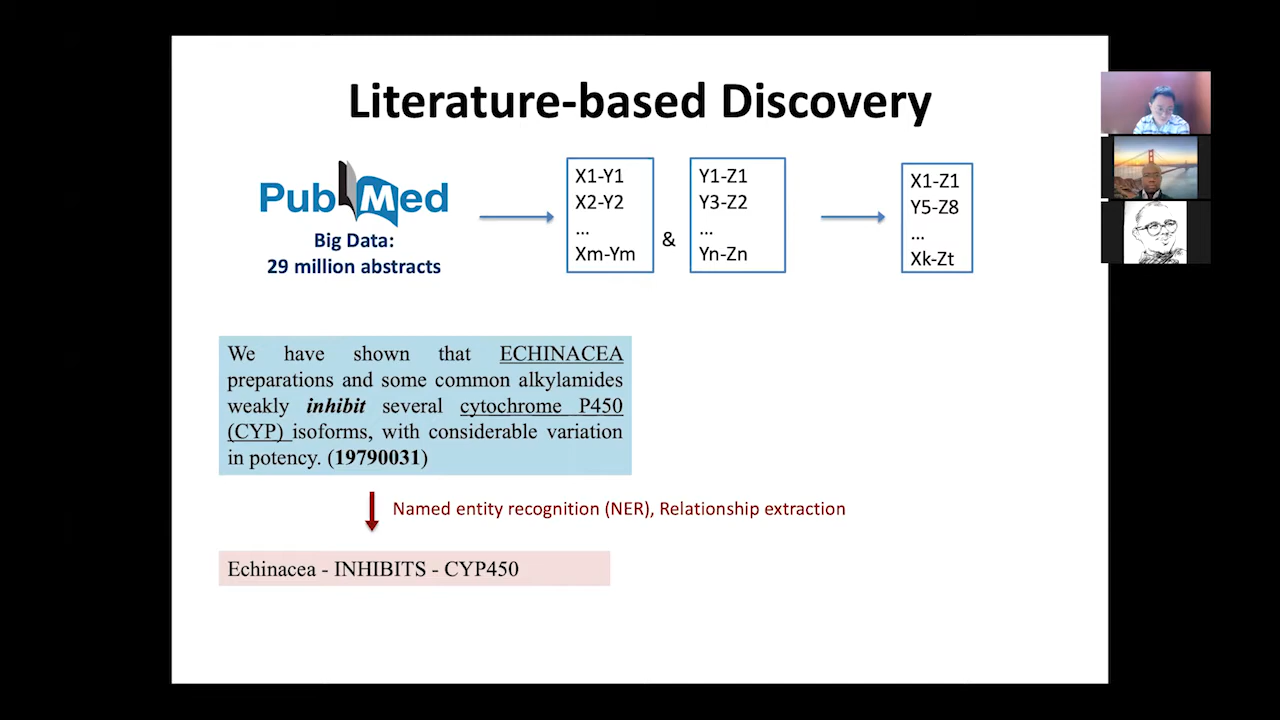 Literature-based Discovery
PubMed
Big Data:
29 million abstracts
X1-Y1
X2-Y2
...
Xm-Ym
&
Y1-Z1
Y3-Z2
...
Yn-Zn
X1-Z1
Y5-Z8
...
Xk-Zt
We have shown that ECHINACEA
preparations and some common alkylamides
weakly inhibit several cytochrome P450
(CYP) isoforms, with considerable variation
in potency. (19790031)
Named entity recognition (NER), Relationship extraction
Echinacea - INHIBITS - CYP450